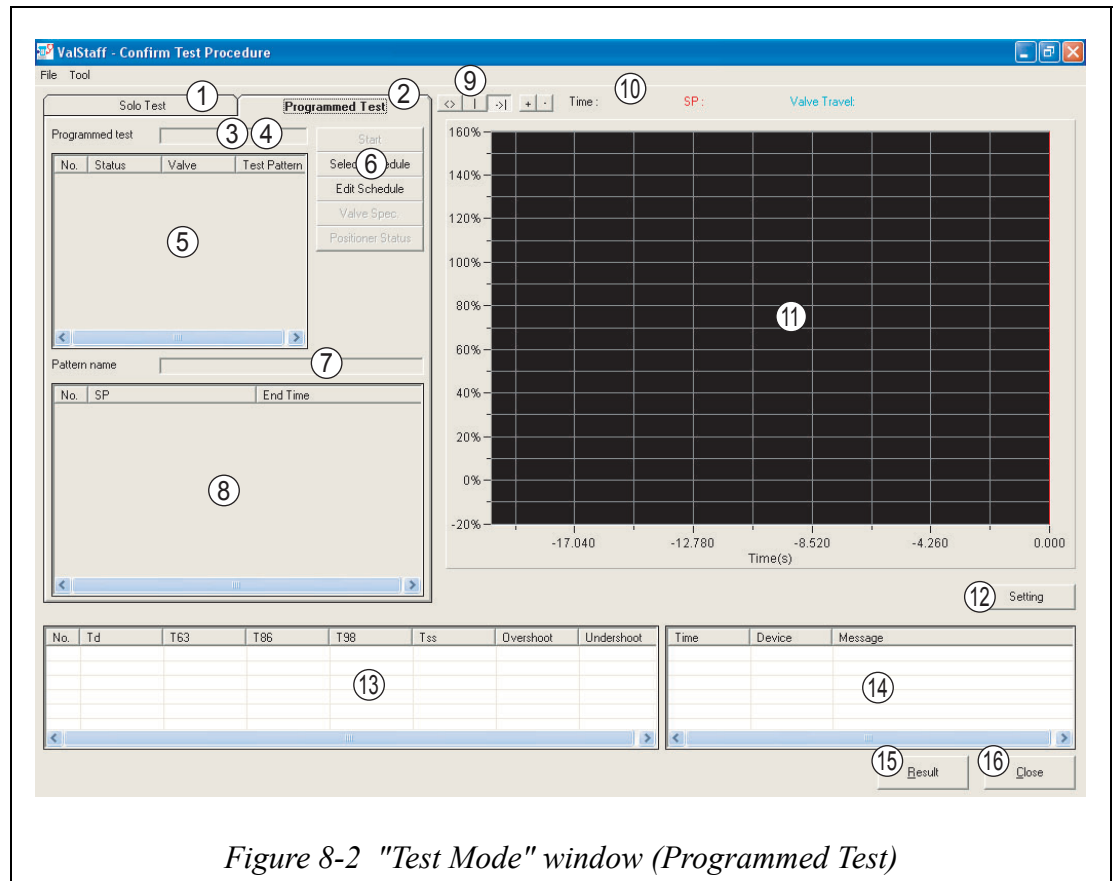 ValStaff - Confirm Test Procedure
File Tool
Solo Test 1
Programmed Test 2
9
<> | ->| + -
Time : 10 SP : Valve Travel:
Programmed test 3 4
No. Status Valve Test Pattern
5
Start
Select Schedule 6
Edit Schedule
Valve Spec.
Positioner Status
Pattern name 7
No. SP End Time
8
160%
140%
120%
100%
80%
60%
40%
20%
0%
-20%
11
-17.040 -12.780 -8.520 -4.260 0.000
Time(s)
12 Setting
No. Td T63 T86 T98 Tss Overshoot Undershoot
13
Time Device Message
14
15 Result 16 Close
Figure 8-2 "Test Mode" window (Programmed Test)